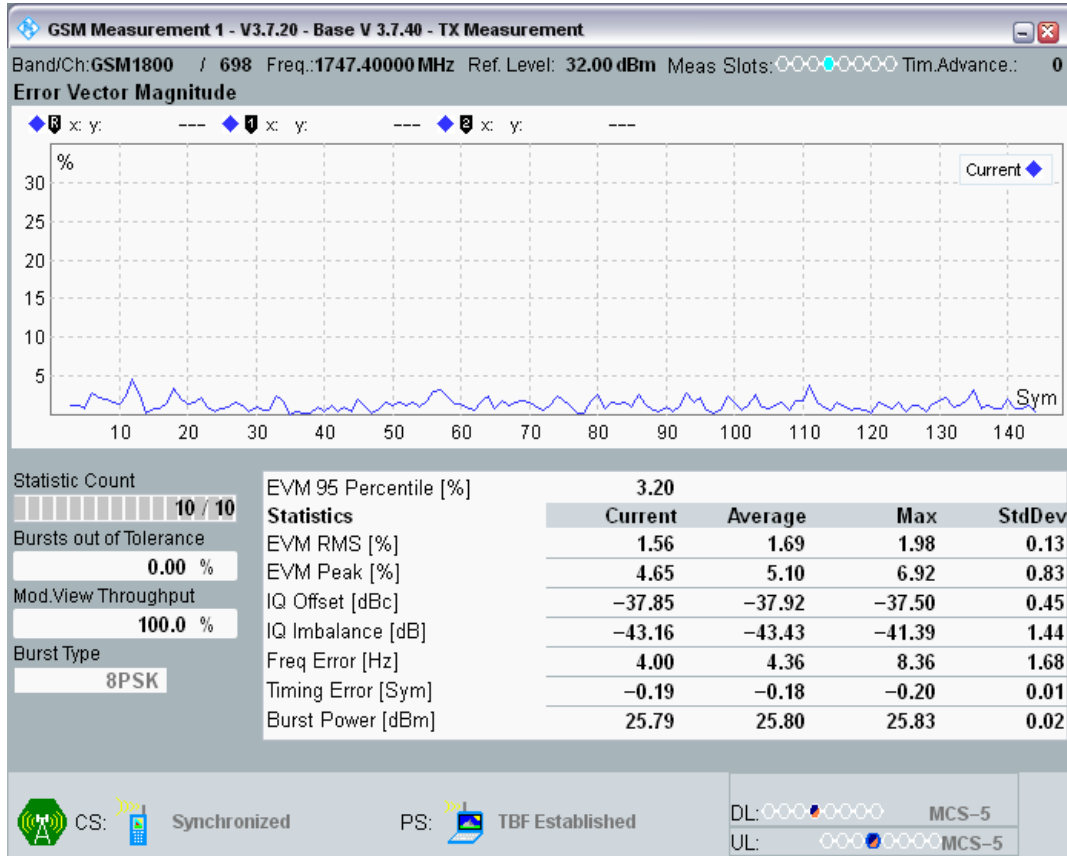 GSM Measurement 1 - V3.7.20 - Base V 3.7.40 - TX Measurement
Band/Ch:GSM1800 / 698 Freq.:1747.40000 MHz Ref. Level: 32.00 dBm Meas Slots: Tim.Advance.: 0
Error Vector Magnitude
R x: y: --- 1 x: y: --- 2 x: y: ---
%
Current
30
25
20
15
10
5
Sym
10 20 30 40 50 60 70 80 90 100 110 120 130 140
Statistic Count
10 / 10
Bursts out of Tolerance
0.00 %
Mod.View Throughput
100.0 %
Burst Type
8PSK
EVM 95 Percentile [%] 3.20
Statistics Current Average Max StdDev
EVM RMS [%] 1.56 1.69 1.98 0.13
EVM Peak [%] 4.65 5.10 6.92 0.83
IQ Offset [dBc] −37.85 −37.92 −37.50 0.45
IQ Imbalance [dB] −43.16 −43.43 −41.39 1.44
Freq Error [Hz] 4.00 4.36 8.36 1.68
Timing Error [Sym] −0.19 −0.18 −0.20 0.01
Burst Power [dBm] 25.79 25.80 25.83 0.02
CS: Synchronized PS: TBF Established
DL: MCS−5
UL: MCS−5